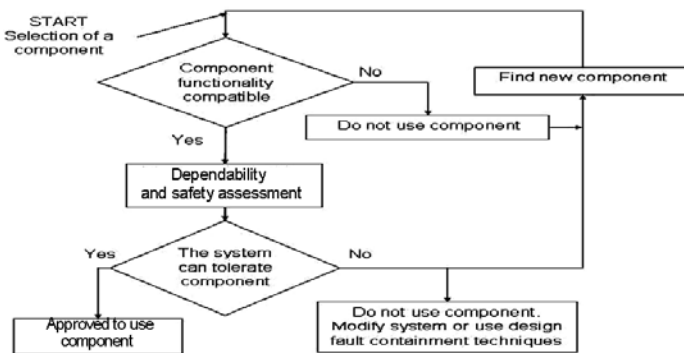 START
Selection of a
component
Component
functionality
compatible
No
Find new component
Do not use component
Yes
Dependability
and safety assessment
Yes
The system
can tolerate
component
No
Approved to use
component
Do not use component.
Modify system or use design
fault containment techniques